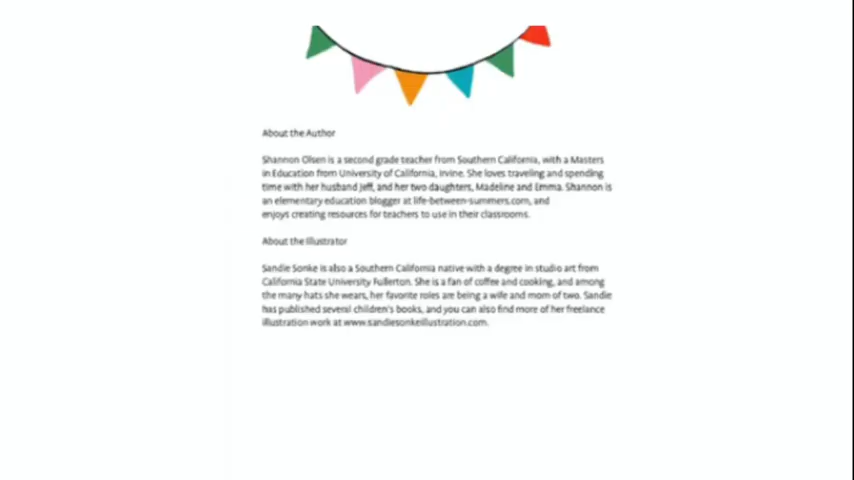 About the Author
Shannon Olsen is a second grade teacher from Southern California, with a Masters
in Education from University of California, Irvine. She loves traveling and spending
time with her husband Jeff, and her two daughters, Madeline and Emma. Shannon is
an elementary education blogger at life-between-summers.com, and
enjoys creating resources for teachers to use in their classrooms.
About the Illustrator
Sandie Sonke is also a Southern California native with a degree in studio art from
California State University Fullerton. She is a fan of coffee and cooking, and among
the many hats she wears, her favorite roles are being a wife and mom of two. Sandie
has published several children's books, and you can also find more of her freelance
illustration work at www.sandiesonkeillustration.com.